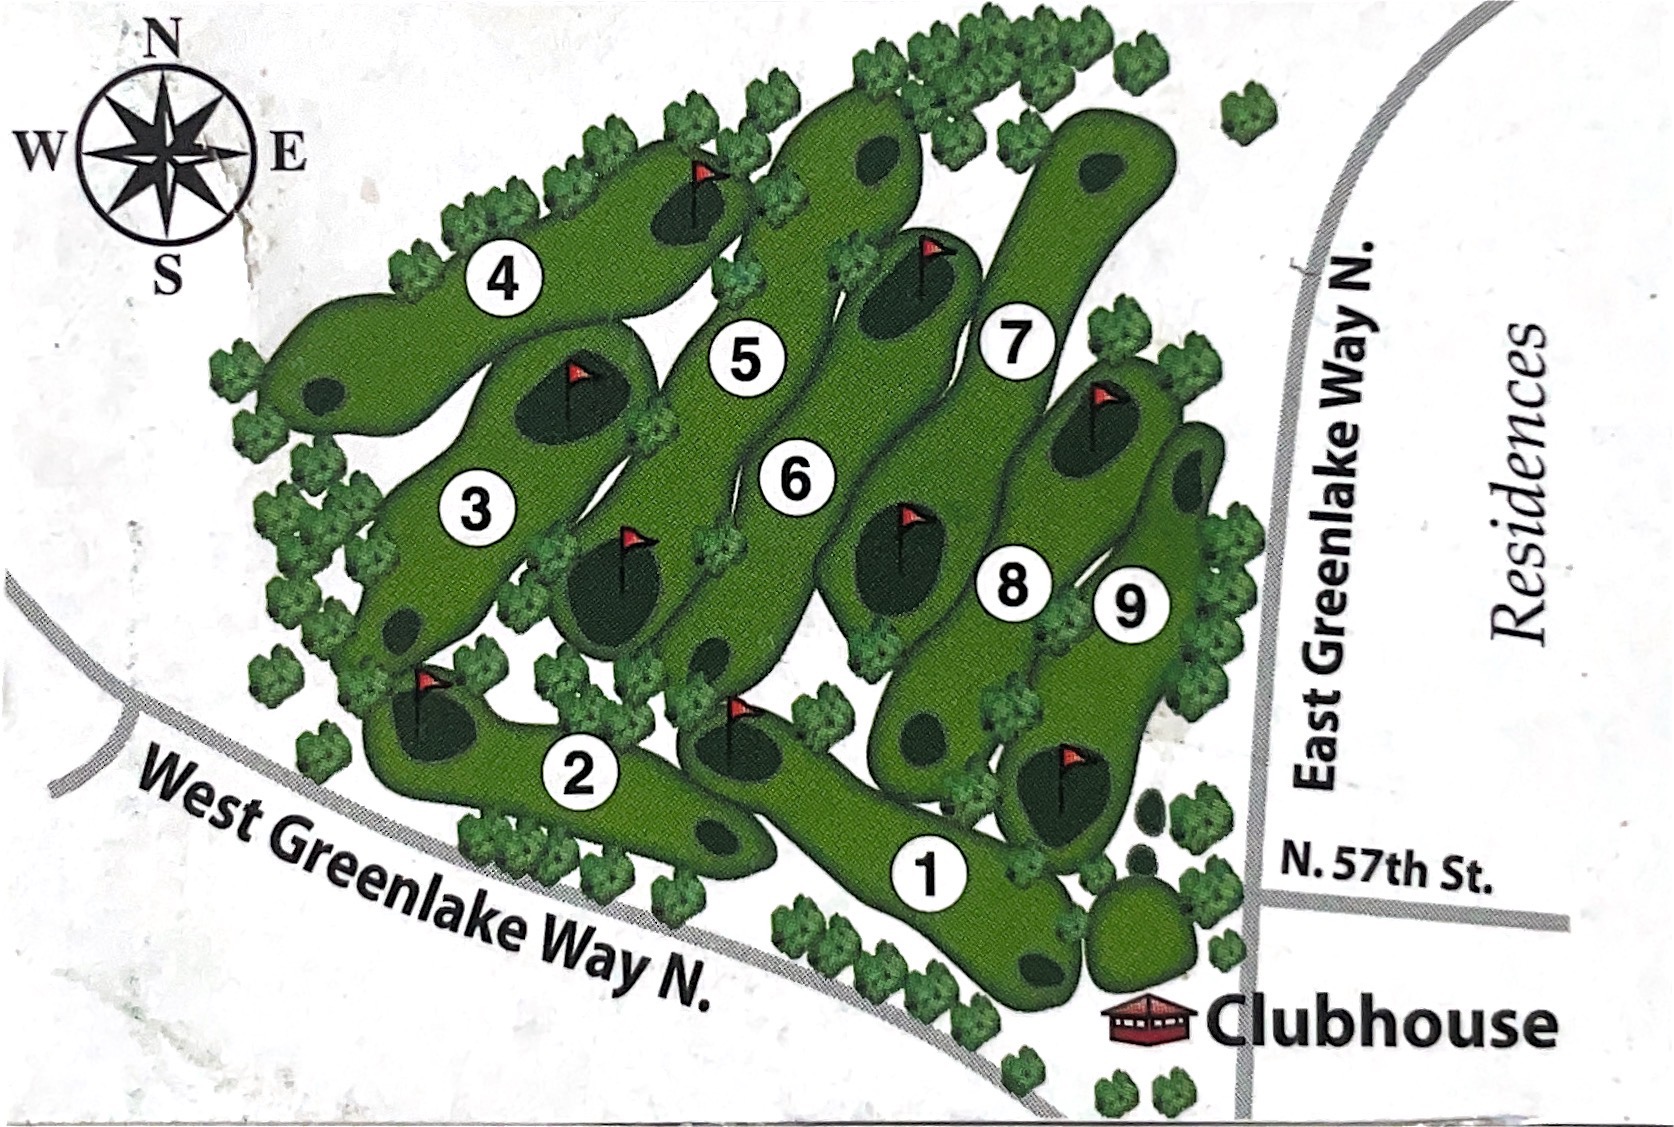 N
W E
S
4
7
5
6
3
8
9
2
1
East Greenlake Way N.
Residences
West Greenlake Way N.
N. 57th St.
Clubhouse